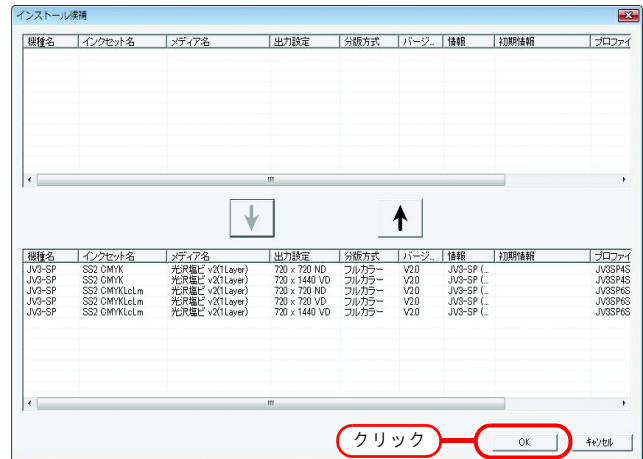 インストール候補
機種名 インクセット名 メディア名 出力設定 分版方式 バージ... 情報 初期情報 プロファイ
機種名 インクセット名 メディア名 出力設定 分版方式 バージ... 情報 初期情報 プロファイ
JV3-SP SS2 CMYK 光沢塩ビ v2(1Layer) 720 x 720 ND フルカラー V2.0 JV3-SP (... JV3SP4S
JV3-SP SS2 CMYK 光沢塩ビ v2(1Layer) 720 x 1440 VD フルカラー V2.0 JV3-SP (... JV3SP4S
JV3-SP SS2 CMYKLcLm 光沢塩ビ v2(1Layer) 720 x 720 ND フルカラー V2.0 JV3-SP (... JV3SP6S
JV3-SP SS2 CMYKLcLm 光沢塩ビ v2(1Layer) 720 x 720 VD フルカラー V2.0 JV3-SP (... JV3SP6S
JV3-SP SS2 CMYKLcLm 光沢塩ビ v2(1Layer) 720 x 1440 VD フルカラー V2.0 JV3-SP (... JV3SP6S
クリック OK キャンセル